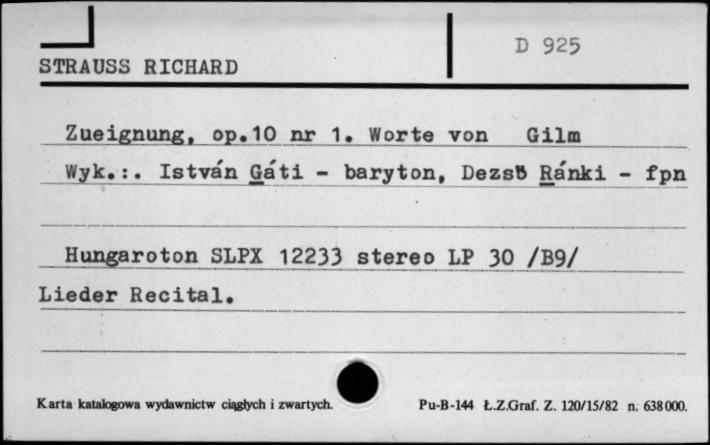 D 925
STRAUSS RICHARD
Zueignung, op.10 nr 1. Worte von Gilm
Wyk.:. István Gáti - baryton, Dezső Ránki - fpn
Hungaroton SLPX 12233 stereo LP 30 /B9/
Lieder Recital.
Karta katalogowa wydawnictw ciągłych i zwartych. Pu-B-144 Ł.Z.Graf. Z. 120/15/82 n. 638000.